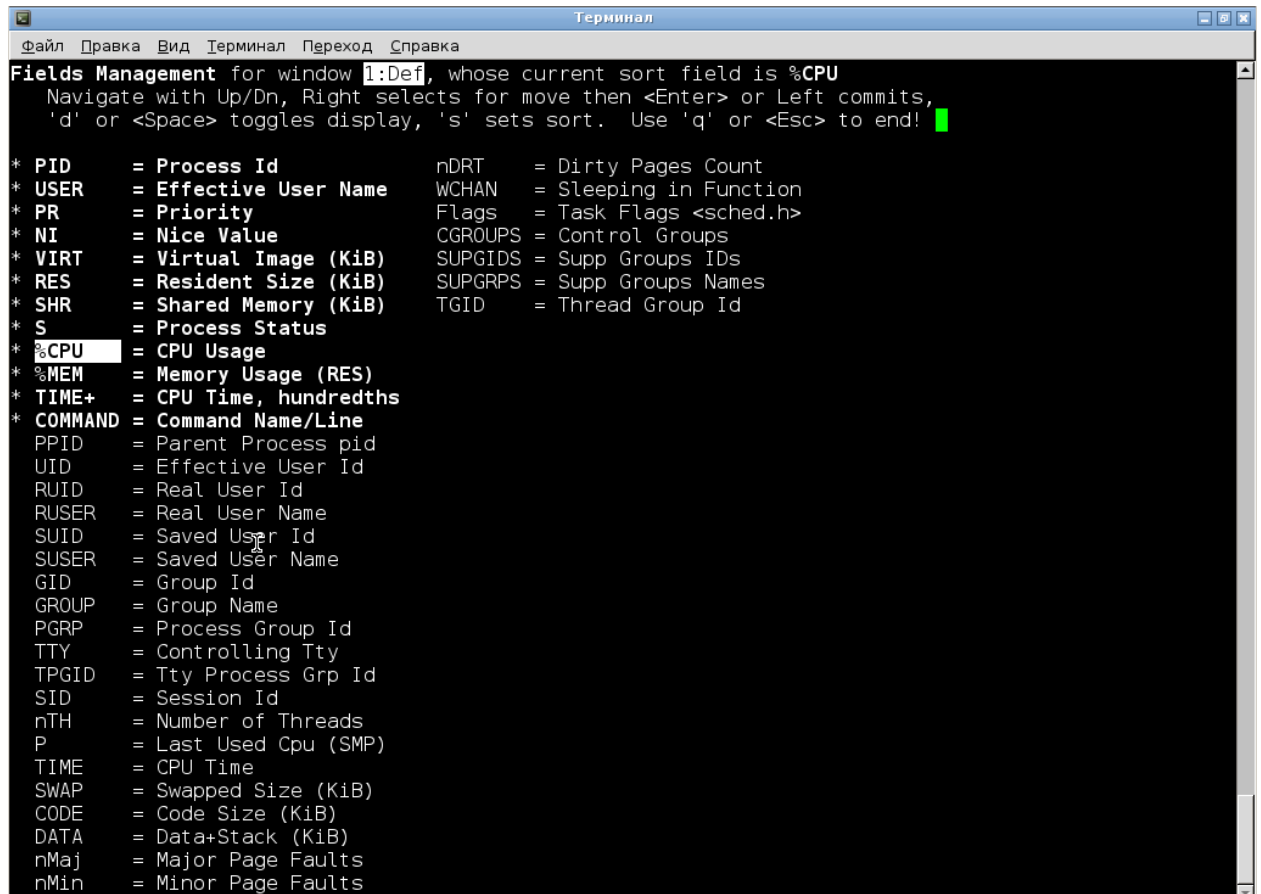 Терминал
Файл Правка Вид Терминал Переход Справка
Fields Management for window 1:Def, whose current sort field is %CPU
Navigate with Up/Dn, Right selects for move then <Enter> or Left commits,
'd' or <Space> toggles display, 's' sets sort.  Use 'q' or <Esc> to end!
* PID     = Process Id             nDRT    = Dirty Pages Count
* USER    = Effective User Name    WCHAN   = Sleeping in Function
* PR      = Priority               Flags   = Task Flags <sched.h>
* NI      = Nice Value             CGROUPS = Control Groups
* VIRT    = Virtual Image (KiB)    SUPGIDS = Supp Groups IDs
* RES     = Resident Size (KiB)    SUPGRPS = Supp Groups Names
* SHR     = Shared Memory (KiB)    TGID    = Thread Group Id
* S       = Process Status
* %CPU    = CPU Usage
* %MEM    = Memory Usage (RES)
* TIME+   = CPU Time, hundredths
* COMMAND = Command Name/Line
PPID    = Parent Process pid
UID     = Effective User Id
RUID    = Real User Id
RUSER   = Real User Name
SUID    = Saved User Id
SUSER   = Saved User Name
GID     = Group Id
GROUP   = Group Name
PGRP    = Process Group Id
TTY     = Controlling Tty
TPGID   = Tty Process Grp Id
SID     = Session Id
nTH     = Number of Threads
P       = Last Used Cpu (SMP)
TIME    = CPU Time
SWAP    = Swapped Size (KiB)
CODE    = Code Size (KiB)
DATA    = Data+Stack (KiB)
nMaj    = Major Page Faults
nMin    = Minor Page Faults